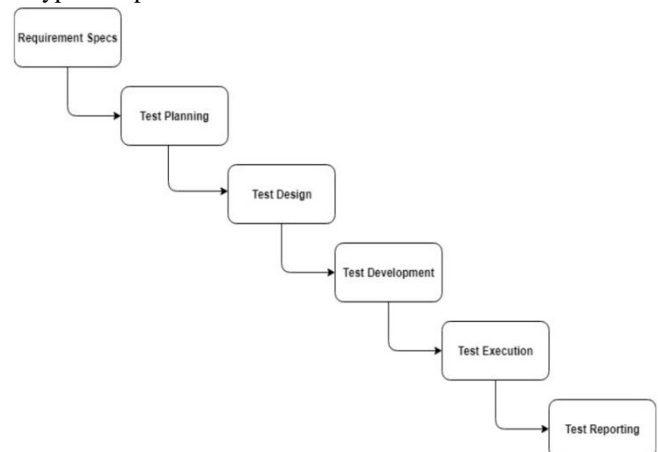 Requirement Specs
Test Planning
Test Design
Test Development
Test Execution
Test Reporting